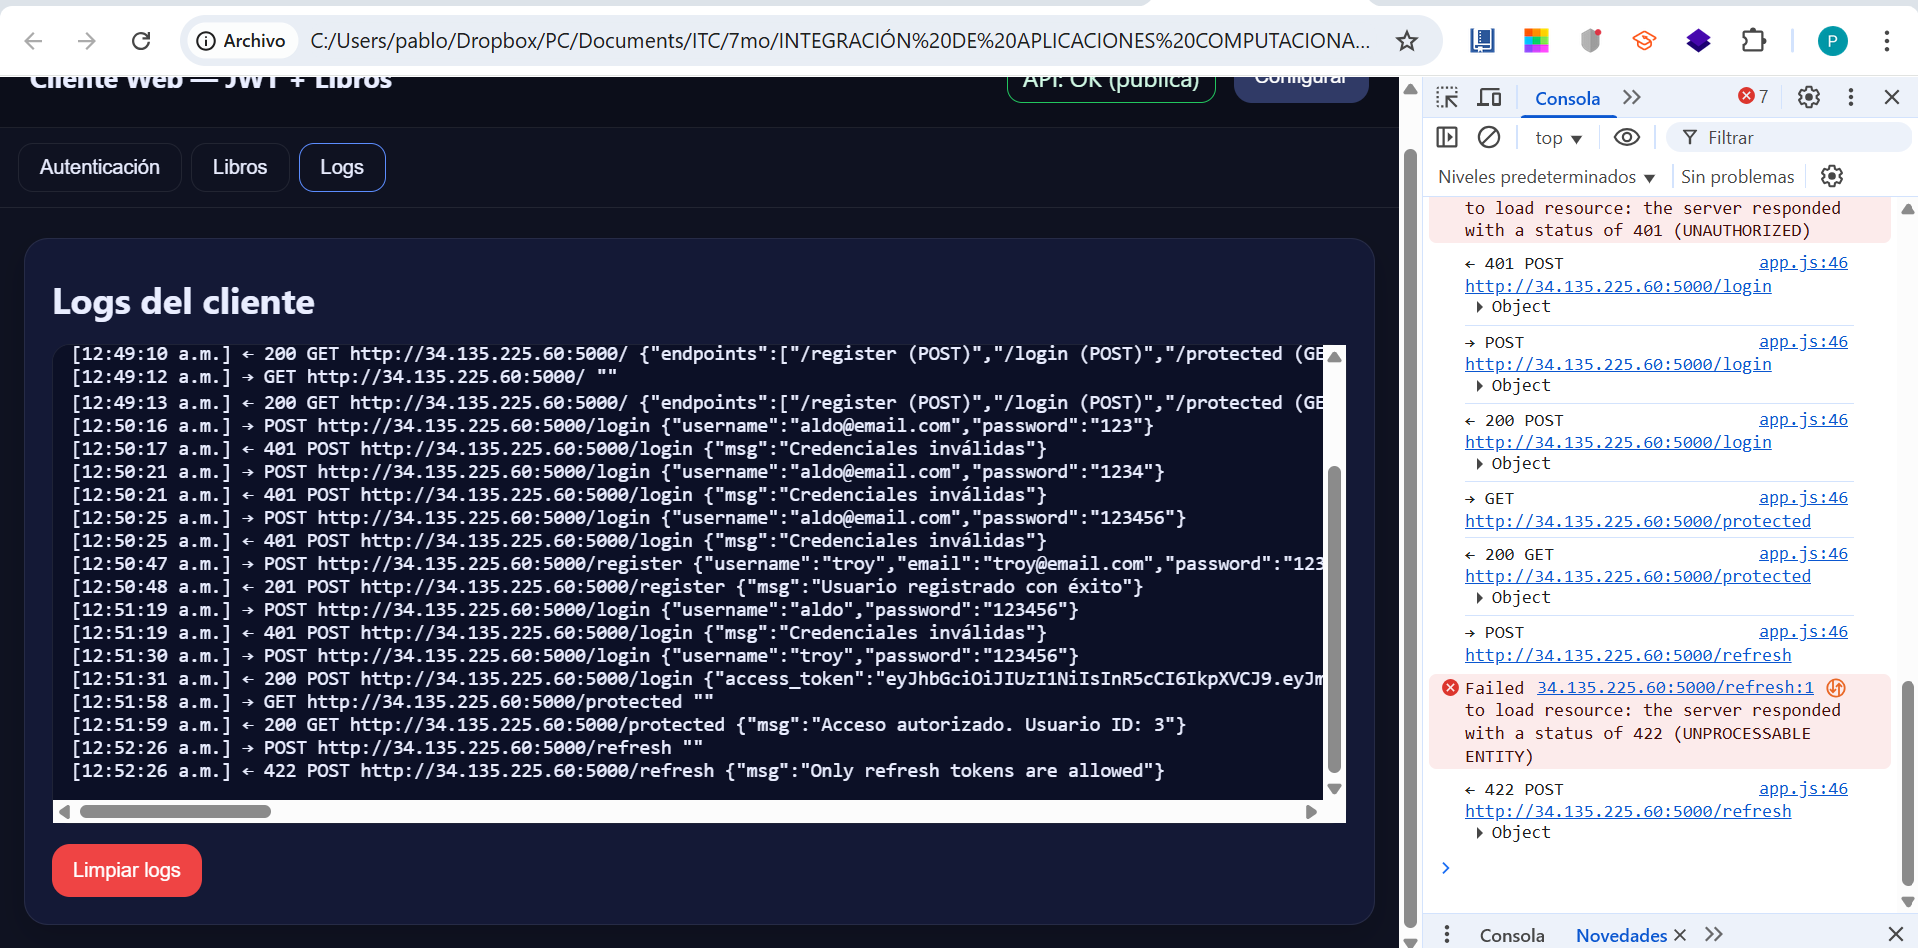 Archivo
C:/Users/pablo/Dropbox/PC/Documents/ITC/7mo/INTEGRACIÓN%20DE%20APLICACIONES%20COMPUTACIONA...
P
Cliente Web — JWT + Libros
API: OK (pública)
Configurar
Autenticación
Libros
Logs
Logs del cliente
[12:49:10 a.m.] ← 200 GET http://34.135.225.60:5000/ {"endpoints":["/register (POST)","/login (POST)","/protected (GE
[12:49:12 a.m.] → GET http://34.135.225.60:5000/ ""
[12:49:13 a.m.] ← 200 GET http://34.135.225.60:5000/ {"endpoints":["/register (POST)","/login (POST)","/protected (GE
[12:50:16 a.m.] → POST http://34.135.225.60:5000/login {"username":"aldo@email.com","password":"123"}
[12:50:17 a.m.] ← 401 POST http://34.135.225.60:5000/login {"msg":"Credenciales inválidas"}
[12:50:21 a.m.] → POST http://34.135.225.60:5000/login {"username":"aldo@email.com","password":"1234"}
[12:50:21 a.m.] ← 401 POST http://34.135.225.60:5000/login {"msg":"Credenciales inválidas"}
[12:50:25 a.m.] → POST http://34.135.225.60:5000/login {"username":"aldo@email.com","password":"123456"}
[12:50:25 a.m.] ← 401 POST http://34.135.225.60:5000/login {"msg":"Credenciales inválidas"}
[12:50:47 a.m.] → POST http://34.135.225.60:5000/register {"username":"troy","email":"troy@email.com","password":"123
[12:50:48 a.m.] ← 201 POST http://34.135.225.60:5000/register {"msg":"Usuario registrado con éxito"}
[12:51:19 a.m.] → POST http://34.135.225.60:5000/login {"username":"aldo","password":"123456"}
[12:51:19 a.m.] ← 401 POST http://34.135.225.60:5000/login {"msg":"Credenciales inválidas"}
[12:51:30 a.m.] → POST http://34.135.225.60:5000/login {"username":"troy","password":"123456"}
[12:51:31 a.m.] ← 200 POST http://34.135.225.60:5000/login {"access_token":"eyJhbGciOiJIUzI1NiIsInR5cCI6IkpXVCJ9.eyJm
[12:51:58 a.m.] → GET http://34.135.225.60:5000/protected ""
[12:51:59 a.m.] ← 200 GET http://34.135.225.60:5000/protected {"msg":"Acceso autorizado. Usuario ID: 3"}
[12:52:26 a.m.] → POST http://34.135.225.60:5000/refresh ""
[12:52:26 a.m.] ← 422 POST http://34.135.225.60:5000/refresh {"msg":"Only refresh tokens are allowed"}
Limpiar logs
Consola
7
top
Filtrar
Niveles predeterminados
Sin problemas
to load resource: the server responded
with a status of 401 (UNAUTHORIZED)
← 401 POST app.js:46
http://34.135.225.60:5000/login
Object
→ POST app.js:46
http://34.135.225.60:5000/login
Object
← 200 POST app.js:46
http://34.135.225.60:5000/login
Object
→ GET app.js:46
http://34.135.225.60:5000/protected
← 200 GET app.js:46
http://34.135.225.60:5000/protected
Object
→ POST app.js:46
http://34.135.225.60:5000/refresh
Failed 34.135.225.60:5000/refresh:1
to load resource: the server responded
with a status of 422 (UNPROCESSABLE
ENTITY)
← 422 POST app.js:46
http://34.135.225.60:5000/refresh
Object
Consola
Novedades